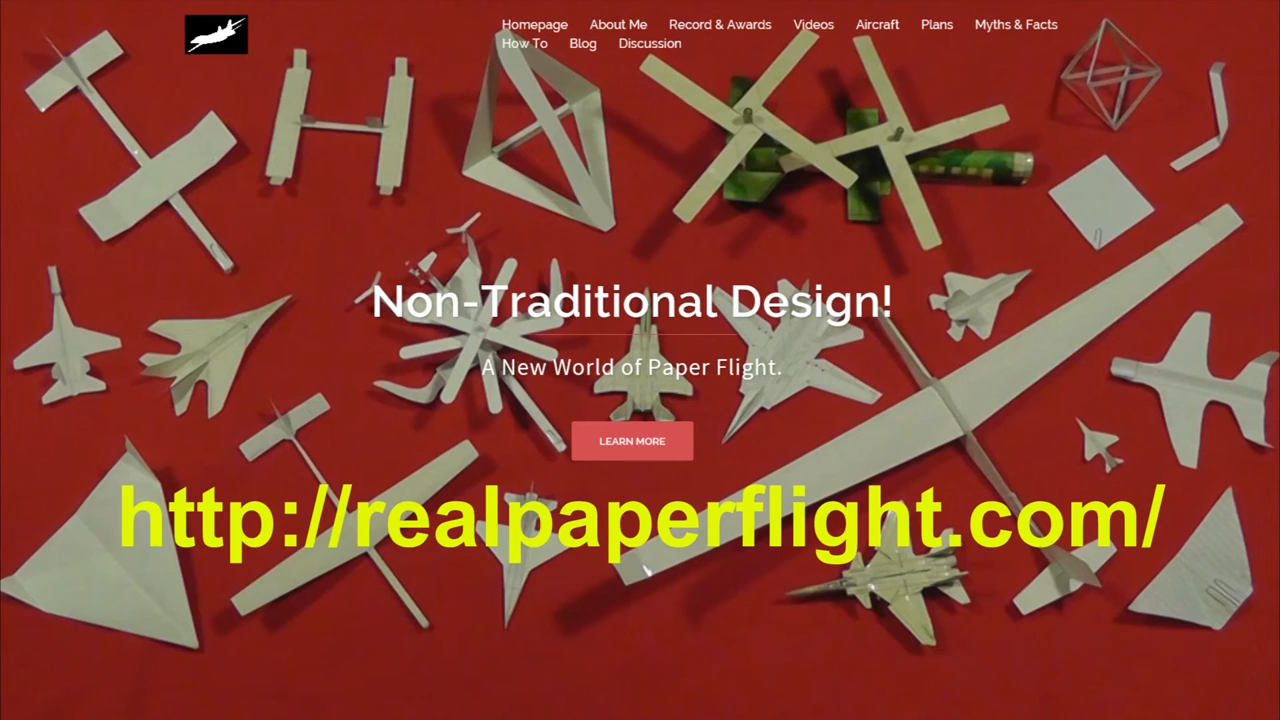 Homepage About Me Record & Awards Videos Aircraft Plans Myths & Facts
How To Blog Discussion
Non-Traditional Design!
A New World of Paper Flight.
LEARN MORE
http://realpaperflight.com/